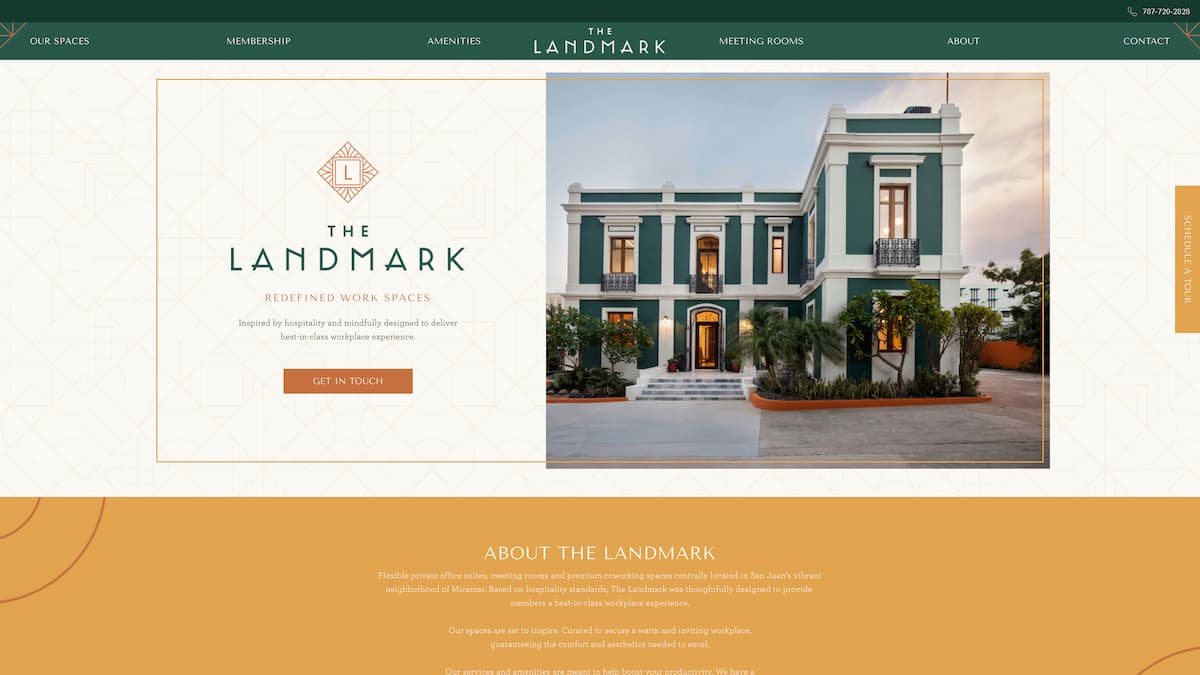 787-720-2828
OUR SPACES
MEMBERSHIP
AMENITIES
THE
LANDMARK
MEETING ROOMS
ABOUT
CONTACT
L
THE
LANDMARK
REDEFINED WORK SPACES
Inspired by hospitality and mindfully designed to deliver
best-in-class workplace experience.
GET IN TOUCH
SCHEDULE A TOUR
ABOUT THE LANDMARK
Flexible private office suites, meeting rooms and premium coworking spaces centrally located in San Juan's vibrant
neighborhood of Miramar. Based on hospitality standards, The Landmark was thoughtfully designed to provide
members a best-in-class workplace experience.
Our spaces are set to inspire. Curated to secure a warm and inviting workplace,
guaranteeing the comfort and aesthetics needed to excel.
Our services and amenities are meant to help boost your productivity. We have a